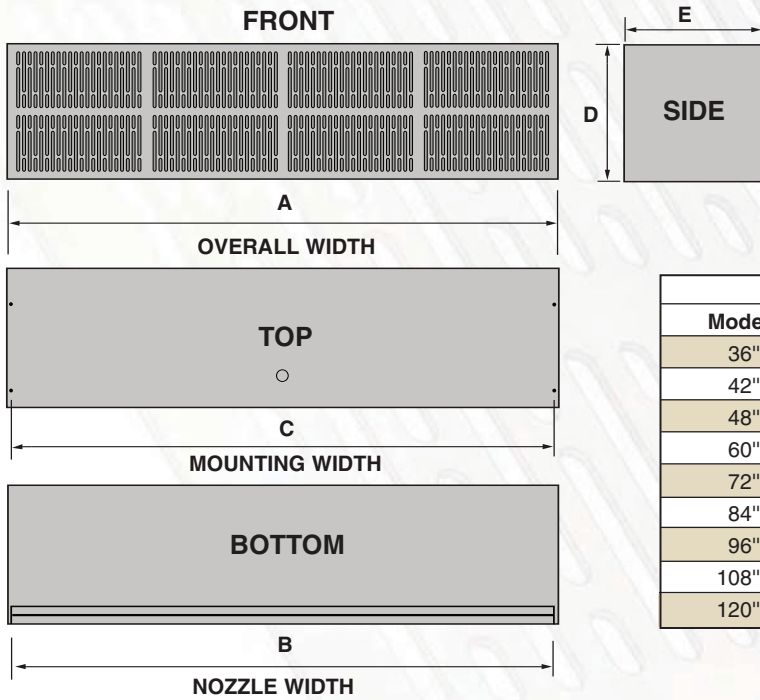 FRONT
E
D
SIDE
A
OVERALL WIDTH
TOP
C
MOUNTING WIDTH
BOTTOM
B
NOZZLE WIDTH
36"
42"
48"
60"
72"
84"
96"
108"
120"